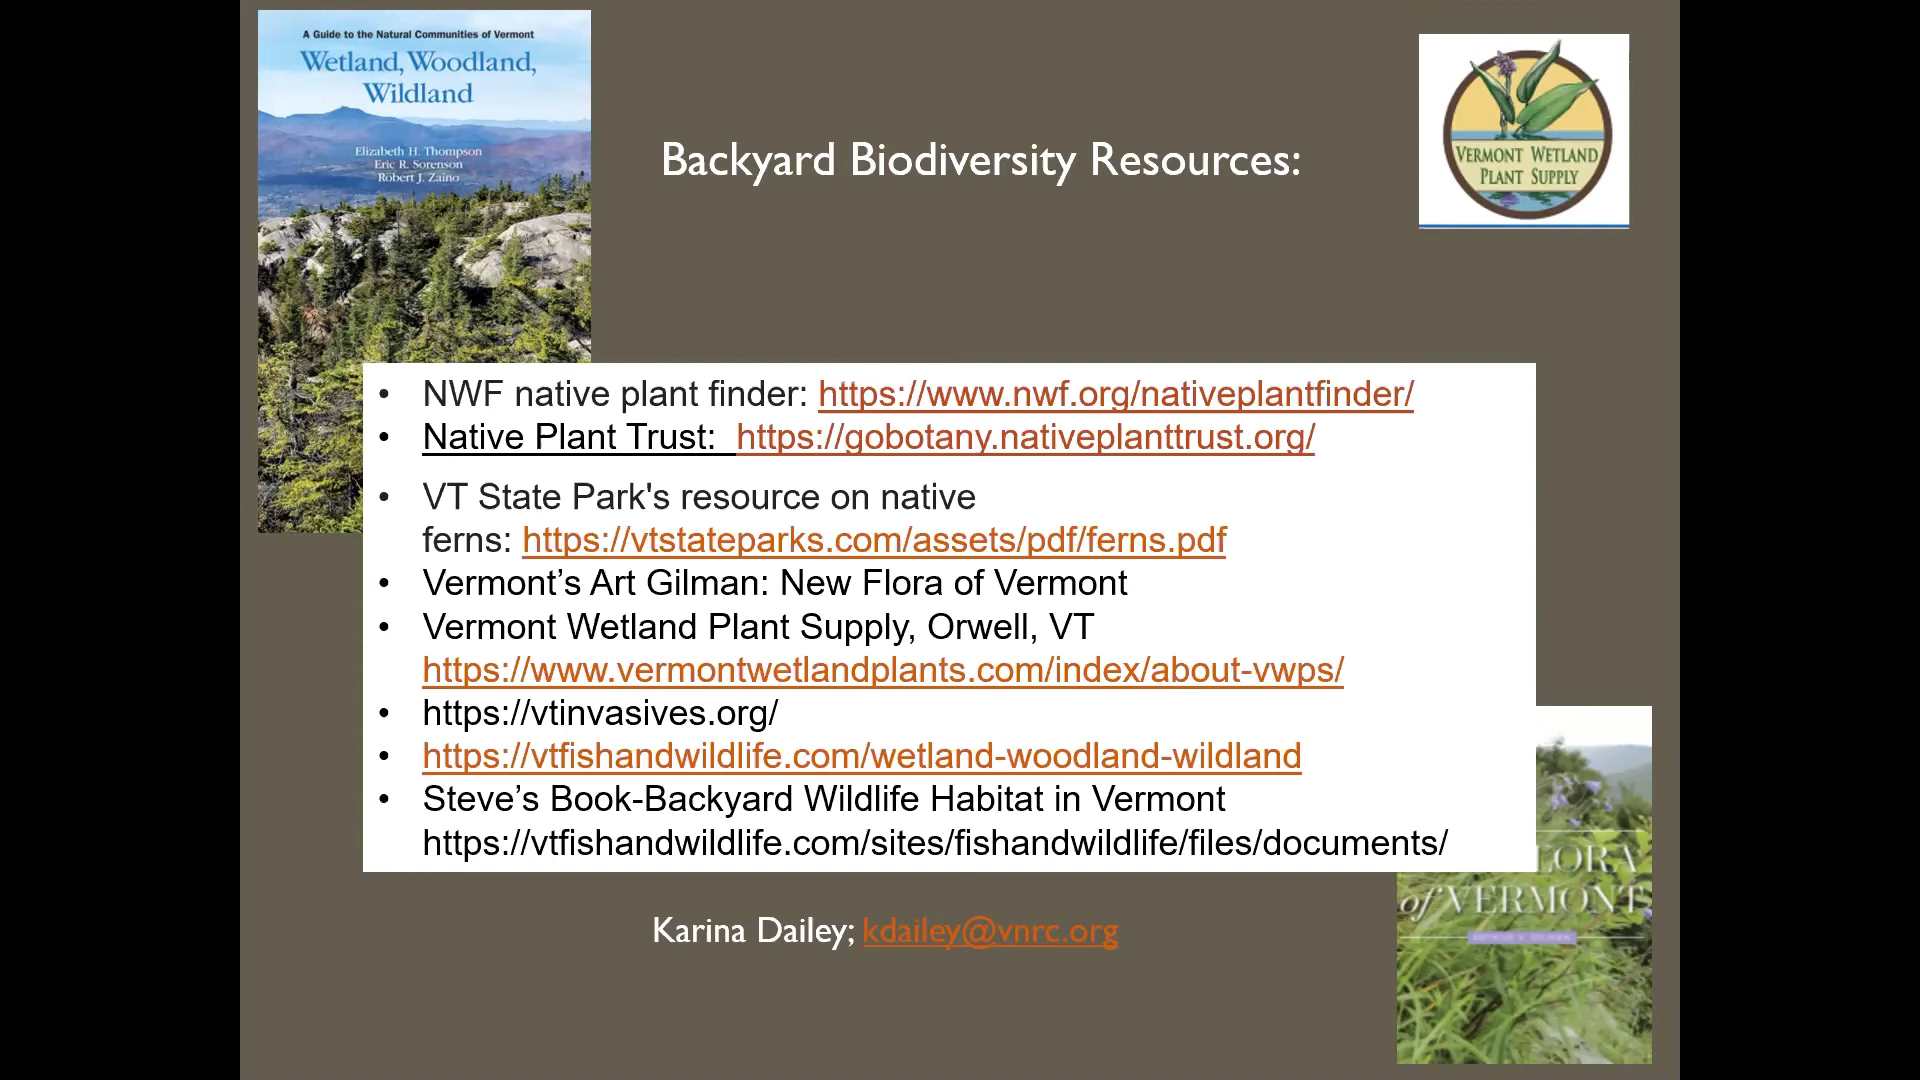 A Guide to the Natural Communities of Vermont
Wetland, Woodland,
Wildland
Elizabeth H. Thompson
Eric R. Sorenson
Robert J. Zaino
Backyard Biodiversity Resources:
VERMONT WETLAND
PLANT SUPPLY
• NWF native plant finder: https://www.nwf.org/nativeplantfinder/
• Native Plant Trust: https://gobotany.nativeplanttrust.org/
• VT State Park's resource on native
ferns: https://vtstateparks.com/assets/pdf/ferns.pdf
• Vermont’s Art Gilman: New Flora of Vermont
• Vermont Wetland Plant Supply, Orwell, VT
https://www.vermontwetlandplants.com/index/about-vwps/
• https://vtinvasives.org/
• https://vtfishandwildlife.com/wetland-woodland-wildland
• Steve’s Book-Backyard Wildlife Habitat in Vermont
https://vtfishandwildlife.com/sites/fishandwildlife/files/documents/
LORA
of VERMONT
Karina Dailey; kdailey@vnrc.org